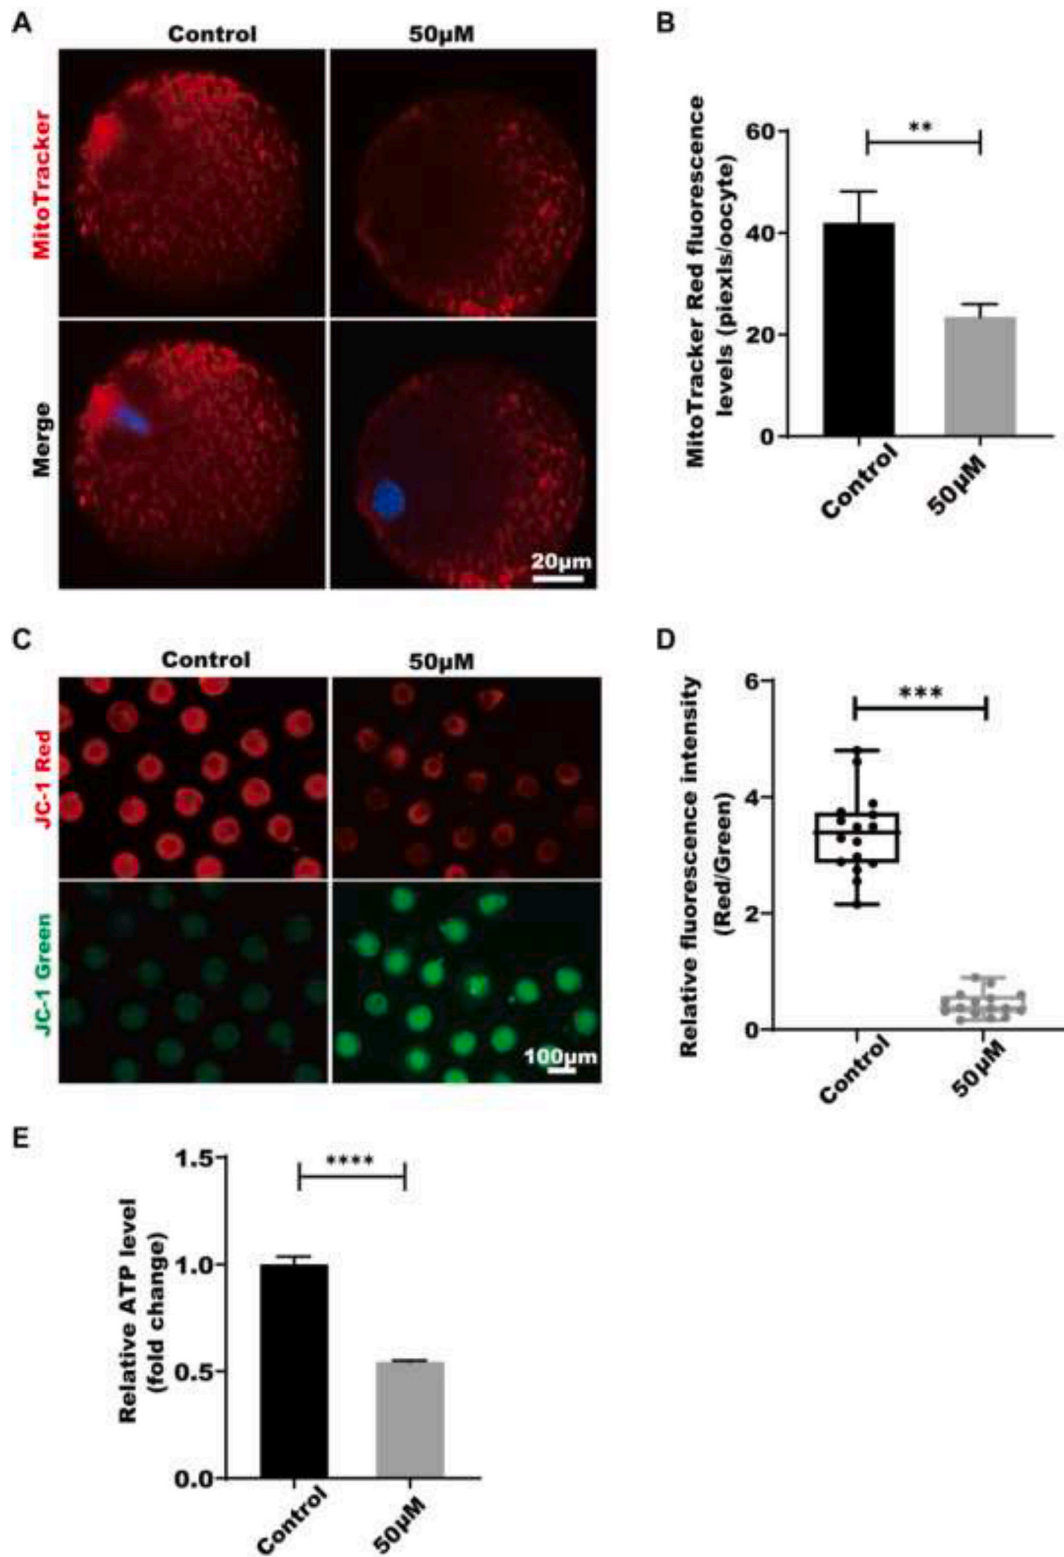 A
Control
50μM
MitoTracker
Merge
20μm
B
MitoTracker Red fluorescence
levels (piexls/oocyte)
60
40
20
0
**
Control
50μM
C
Control
50μM
JC-1 Red
JC-1 Green
100μm
D
Relative fluorescence intensity
(Red/Green)
6
4
2
0
***
Control
50μM
E
Relative ATP level
(fold change)
1.5
1.0
0.5
0.0
****
Control
50μM